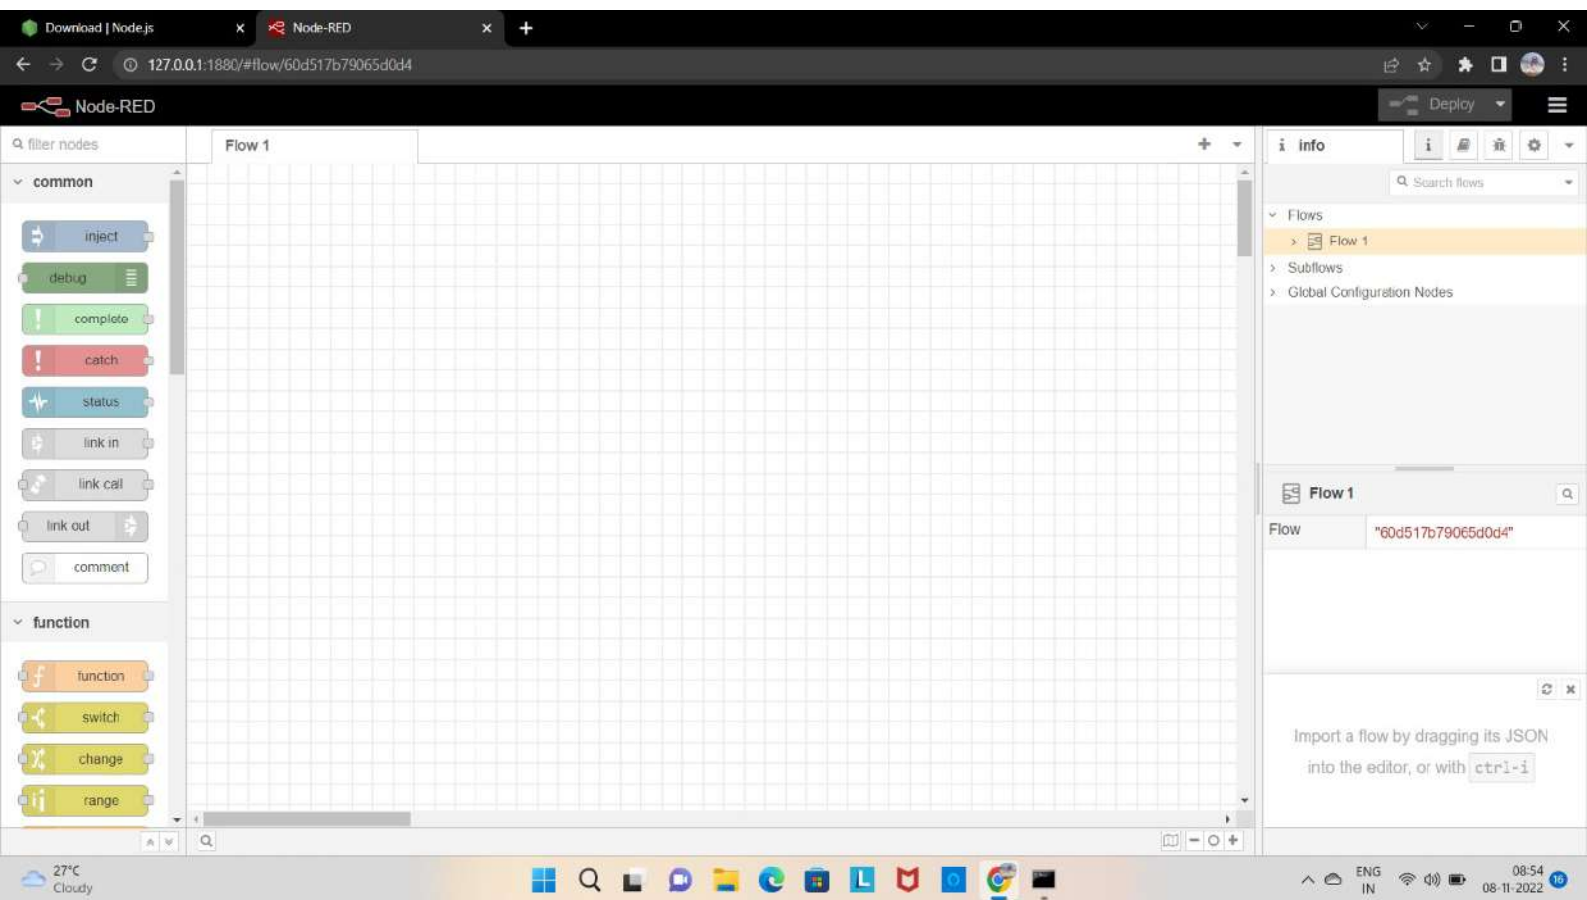 Download | Node.js
Node-RED
127.0.0.1:1880/#flow/60d517b79065d0d4
Node-RED
Deploy
filter nodes
Flow 1
i info
i
Search flows
common
inject
debug
complete
catch
status
link in
link call
link out
comment
function
function
switch
change
range
Flows
Flow 1
Subflows
Global Configuration Nodes
Flow 1
Flow
"60d517b79065d0d4"
Import a flow by dragging its JSON
into the editor, or with ctrl-i
27°C
Cloudy
L
ENG
IN
08:54
08-11-2022
16